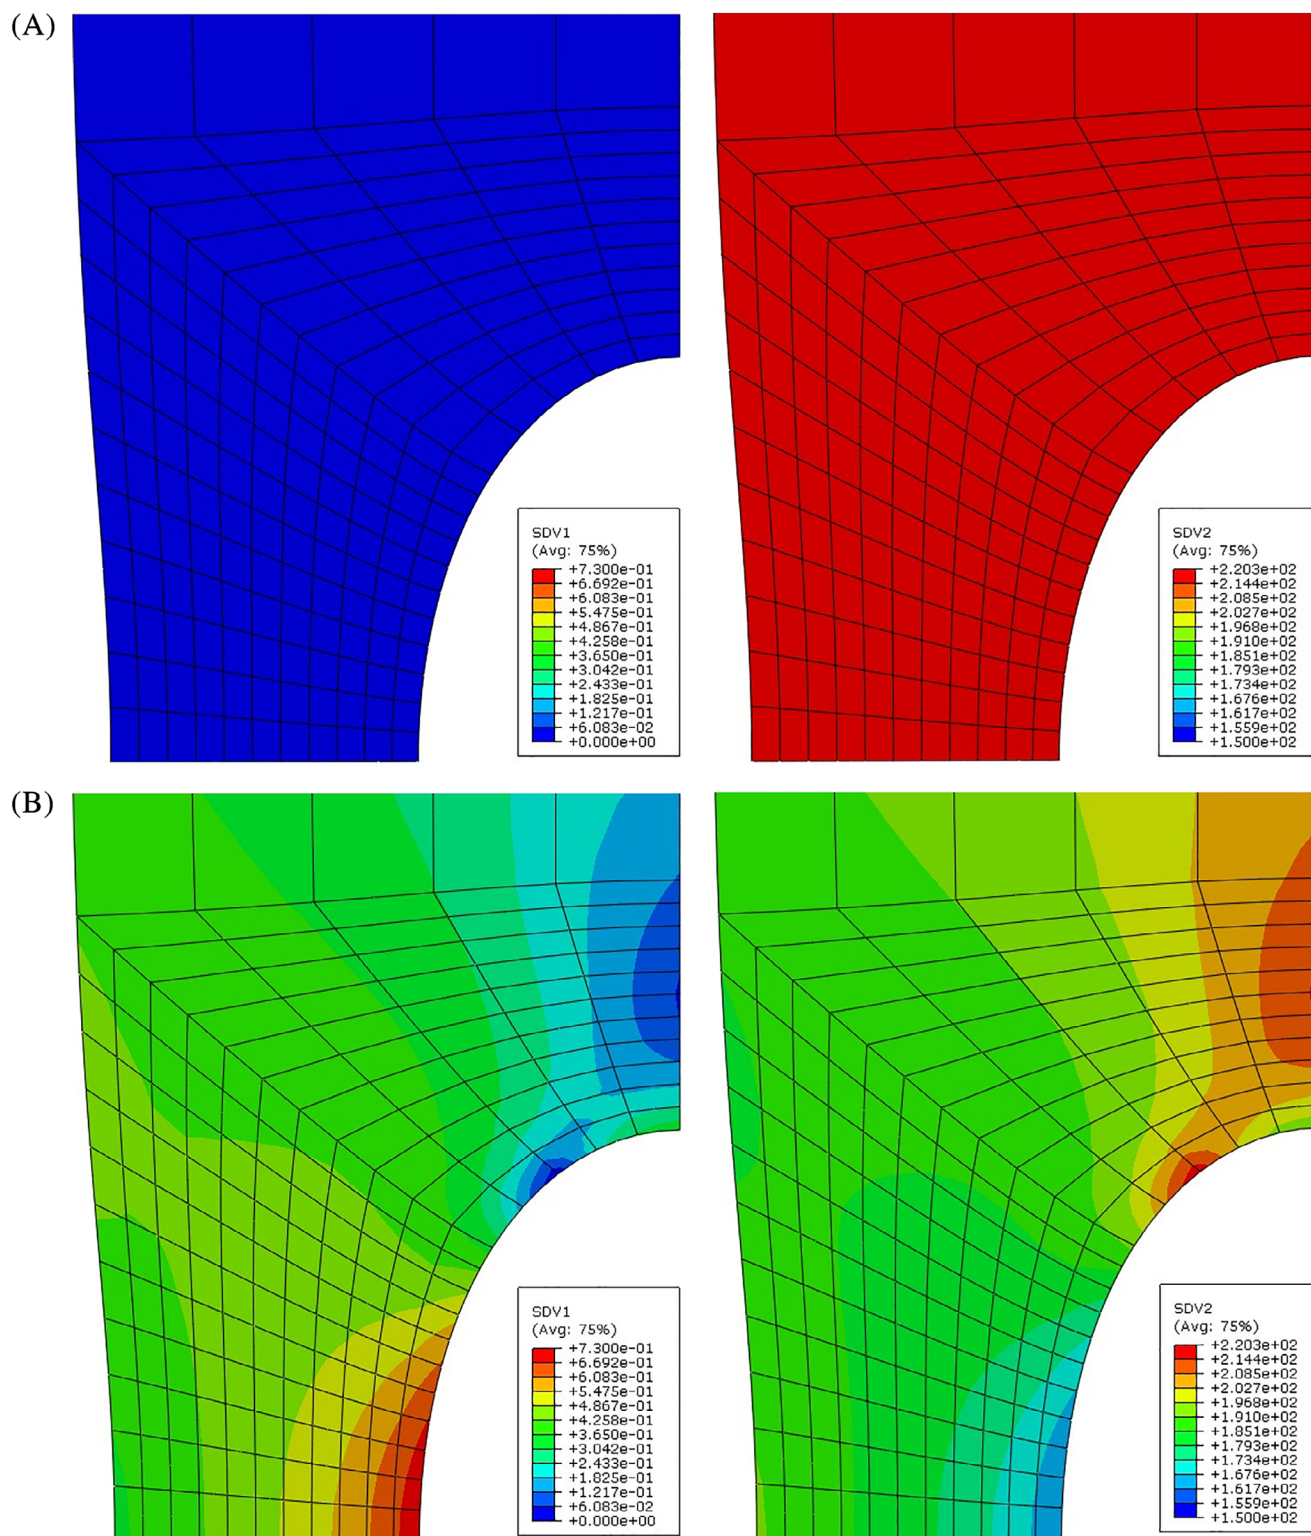 (A)
SDV1
(Avg: 75%)
+7.300e-01
+6.692e-01
+6.083e-01
+5.475e-01
+4.867e-01
+4.258e-01
+3.650e-01
+3.042e-01
+2.433e-01
+1.825e-01
+1.217e-01
+6.083e-02
+0.000e+00
SDV2
(Avg: 75%)
+2.203e+02
+2.144e+02
+2.085e+02
+2.027e+02
+1.968e+02
+1.910e+02
+1.851e+02
+1.793e+02
+1.734e+02
+1.676e+02
+1.617e+02
+1.559e+02
+1.500e+02
(B)
SDV1
(Avg: 75%)
+7.300e-01
+6.692e-01
+6.083e-01
+5.475e-01
+4.867e-01
+4.258e-01
+3.650e-01
+3.042e-01
+2.433e-01
+1.825e-01
+1.217e-01
+6.083e-02
+0.000e+00
SDV2
(Avg: 75%)
+2.203e+02
+2.144e+02
+2.085e+02
+2.027e+02
+1.968e+02
+1.910e+02
+1.851e+02
+1.793e+02
+1.734e+02
+1.676e+02
+1.617e+02
+1.559e+02
+1.500e+02